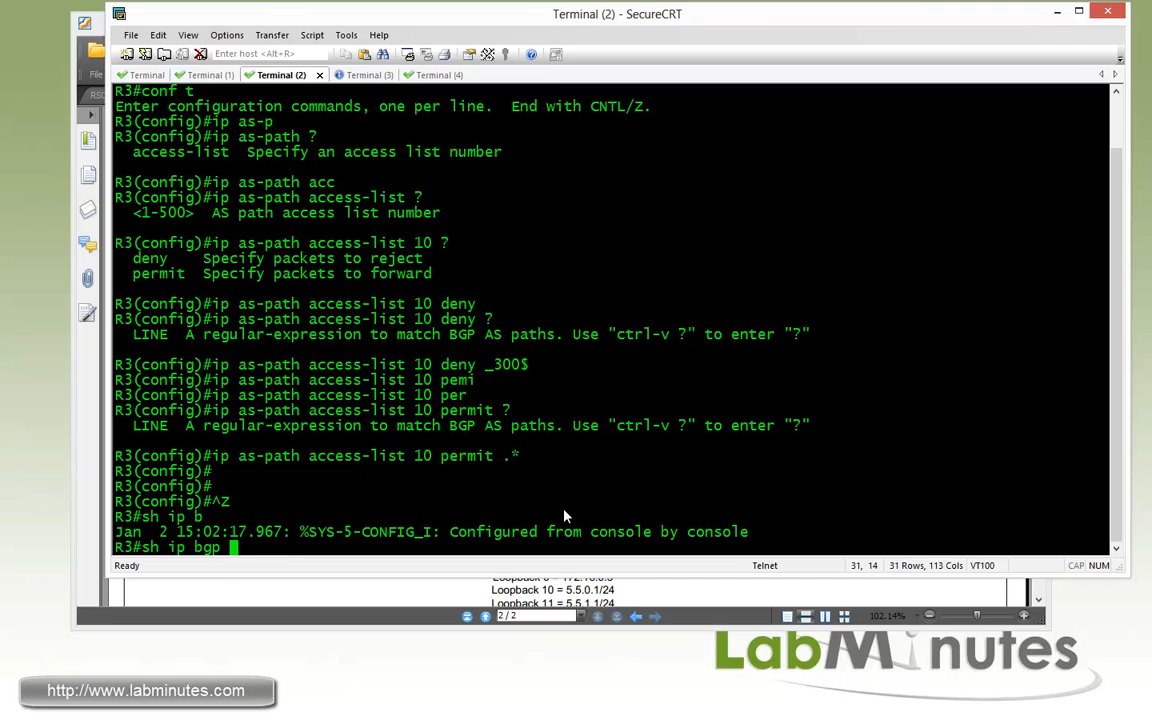 Terminal (2) - SecureCRT
File Edit View Options Transfer Script Tools Help
Enter host <Alt+R>
Terminal Terminal (1) Terminal (2) Terminal (3) Terminal (4)
File
RS
R3#conf t
Enter configuration commands, one per line.  End with CNTL/Z.
R3(config)#ip as-p
R3(config)#ip as-path ?
access-list  Specify an access list number
R3(config)#ip as-path acc
R3(config)#ip as-path access-list ?
<1-500>  AS path access list number
R3(config)#ip as-path access-list 10 ?
deny    Specify packets to reject
permit  Specify packets to forward
R3(config)#ip as-path access-list 10 deny
R3(config)#ip as-path access-list 10 deny ?
LINE  A regular-expression to match BGP AS paths. Use "ctrl-v ?" to enter "?"
R3(config)#ip as-path access-list 10 deny _300$
R3(config)#ip as-path access-list 10 pemi
R3(config)#ip as-path access-list 10 per
R3(config)#ip as-path access-list 10 permit ?
LINE  A regular-expression to match BGP AS paths. Use "ctrl-v ?" to enter "?"
R3(config)#ip as-path access-list 10 permit .*
R3(config)#
R3(config)#
R3(config)#^Z
R3#sh ip b
Jan  2 15:02:17.967: %SYS-5-CONFIG_I: Configured from console by console
R3#sh ip bgp
Ready Telnet 31, 14 31 Rows, 113 Cols VT100 CAP NUM
Loopback 10 = 5.5.0.1/24
Loopback 11 = 5.5.1.1/24
2 / 2 102.14%
LabMinutes
http://www.labminutes.com